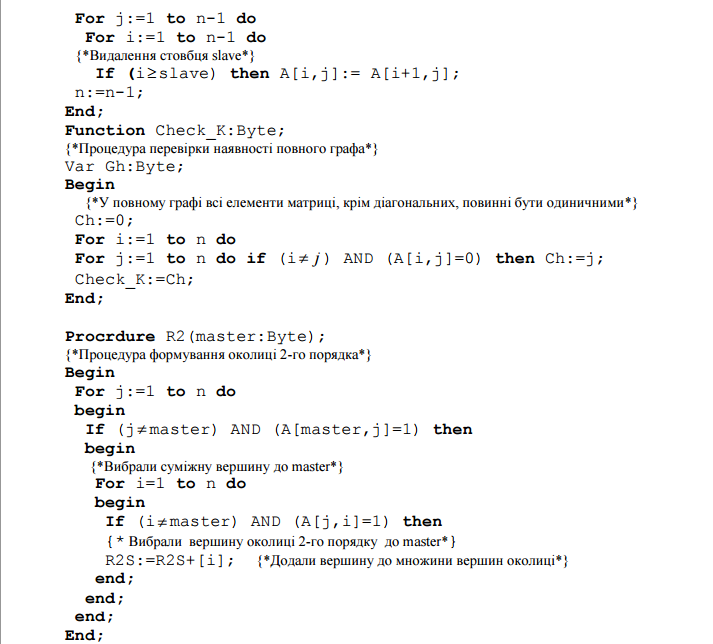 For j:=1 to n-1 do
For i:=1 to n-1 do
{*Видалення стовбця slave*}
If (i≥slave) then A[i,j]:= A[i+1,j];
n:=n-1;
End;
Function Check_K:Byte;
{*Процедура перевірки наявності повного графа*}
Var Gh:Byte;
Begin
{*У повному графі всі елементи матриці, крім діагональних, повинні бути одиничними*}
Ch:=0;
For i:=1 to n do
For j:=1 to n do if (i≠j) AND (A[i,j]=0) then Ch:=j;
Check_K:=Ch;
End;
Procrdure R2(master:Byte);
{*Процедура формування околиці 2-го порядка*}
Begin
For j:=1 to n do
begin
If (j≠master) AND (A[master,j]=1) then
begin
{*Вибрали суміжну вершину до master*}
For i=1 to n do
begin
If (i≠master) AND (A[j,i]=1) then
{ * Вибрали вершину околиці 2-го порядку до master* }
R2S:=R2S+[i]; {*Додали вершину до множини вершин околиці*}
end;
end;
end;
End;